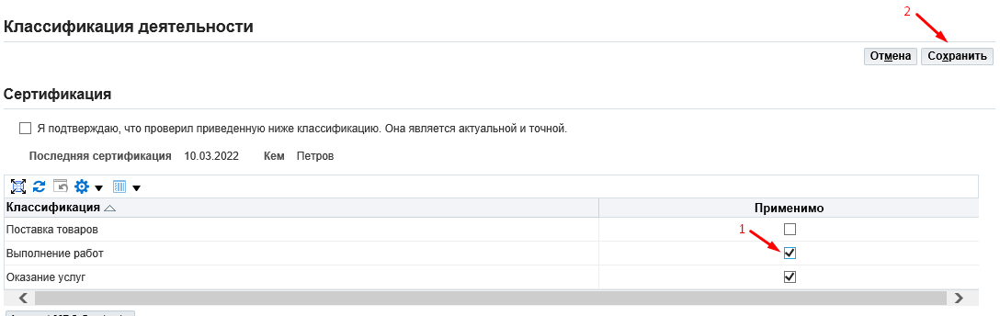 2
Классификация деятельности
Отмена Сохранить
Сертификация
Я подтверждаю, что проверил приведенную ниже классификацию. Она является актуальной и точной.
Последняя сертификация 10.03.2022 Кем Петров
Классификация Применимо
Поставка товаров
1
Выполнение работ
Оказание услуг